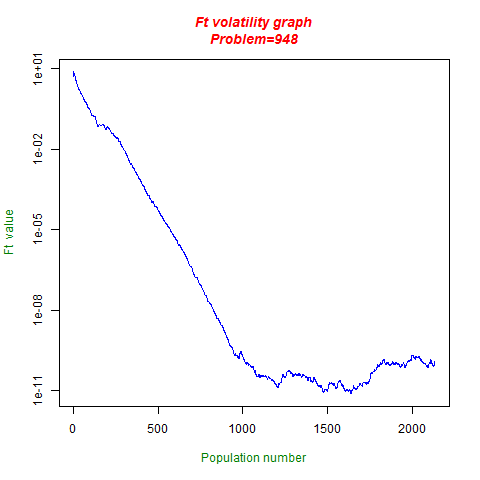 Ft volatility graph
Problem=948
1e+01
1e-02
1e-05
1e-08
1e-11
Ft value
0 500 1000 1500 2000
Population number